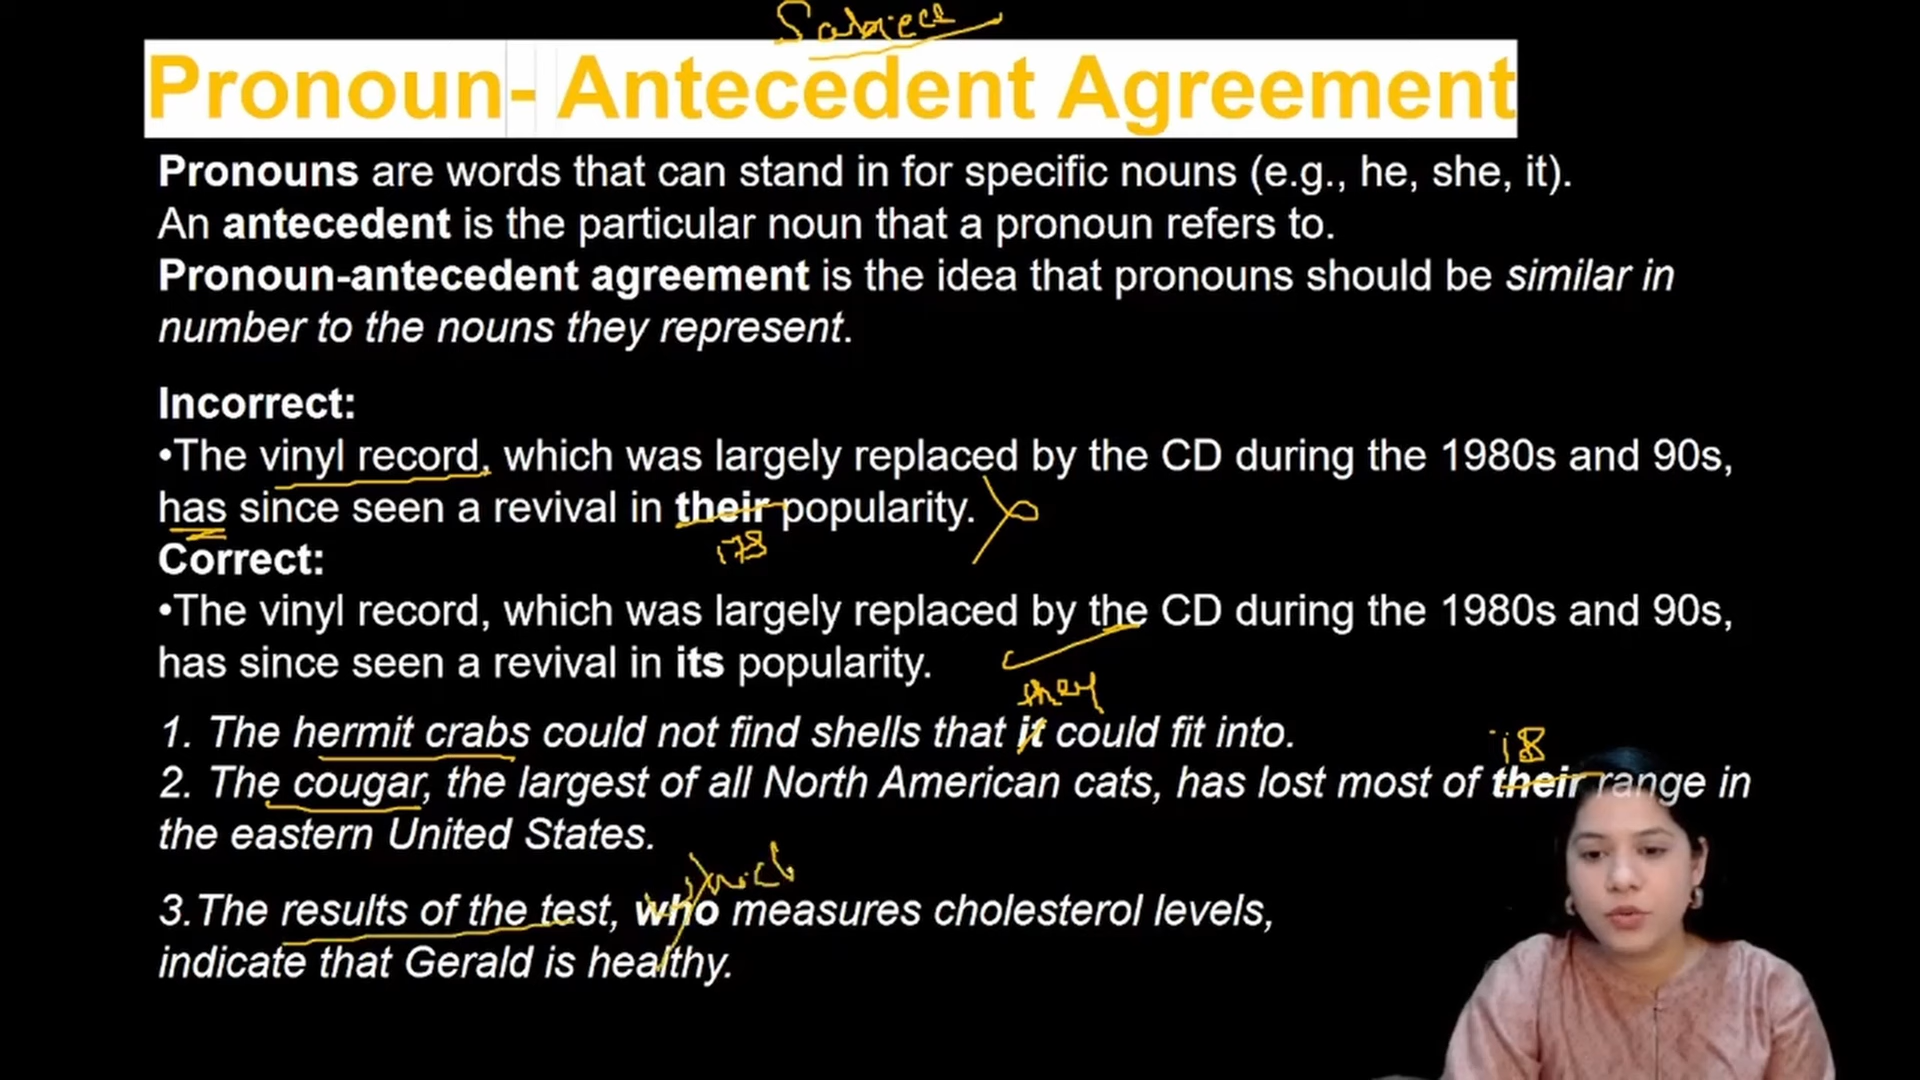 Subject
Pronoun- Antecedent Agreement
Pronouns are words that can stand in for specific nouns (e.g., he, she, it).
An antecedent is the particular noun that a pronoun refers to.
Pronoun-antecedent agreement is the idea that pronouns should be similar in
number to the nouns they represent.
Incorrect:
•The vinyl record, which was largely replaced by the CD during the 1980s and 90s,
has since seen a revival in their popularity.
its
Correct:
•The vinyl record, which was largely replaced by the CD during the 1980s and 90s,
has since seen a revival in its popularity.
they
1. The hermit crabs could not find shells that it could fit into.
2. The cougar, the largest of all North American cats, has lost most of their range in
the eastern United States.
which
3.The results of the test, who measures cholesterol levels,
indicate that Gerald is healthy.